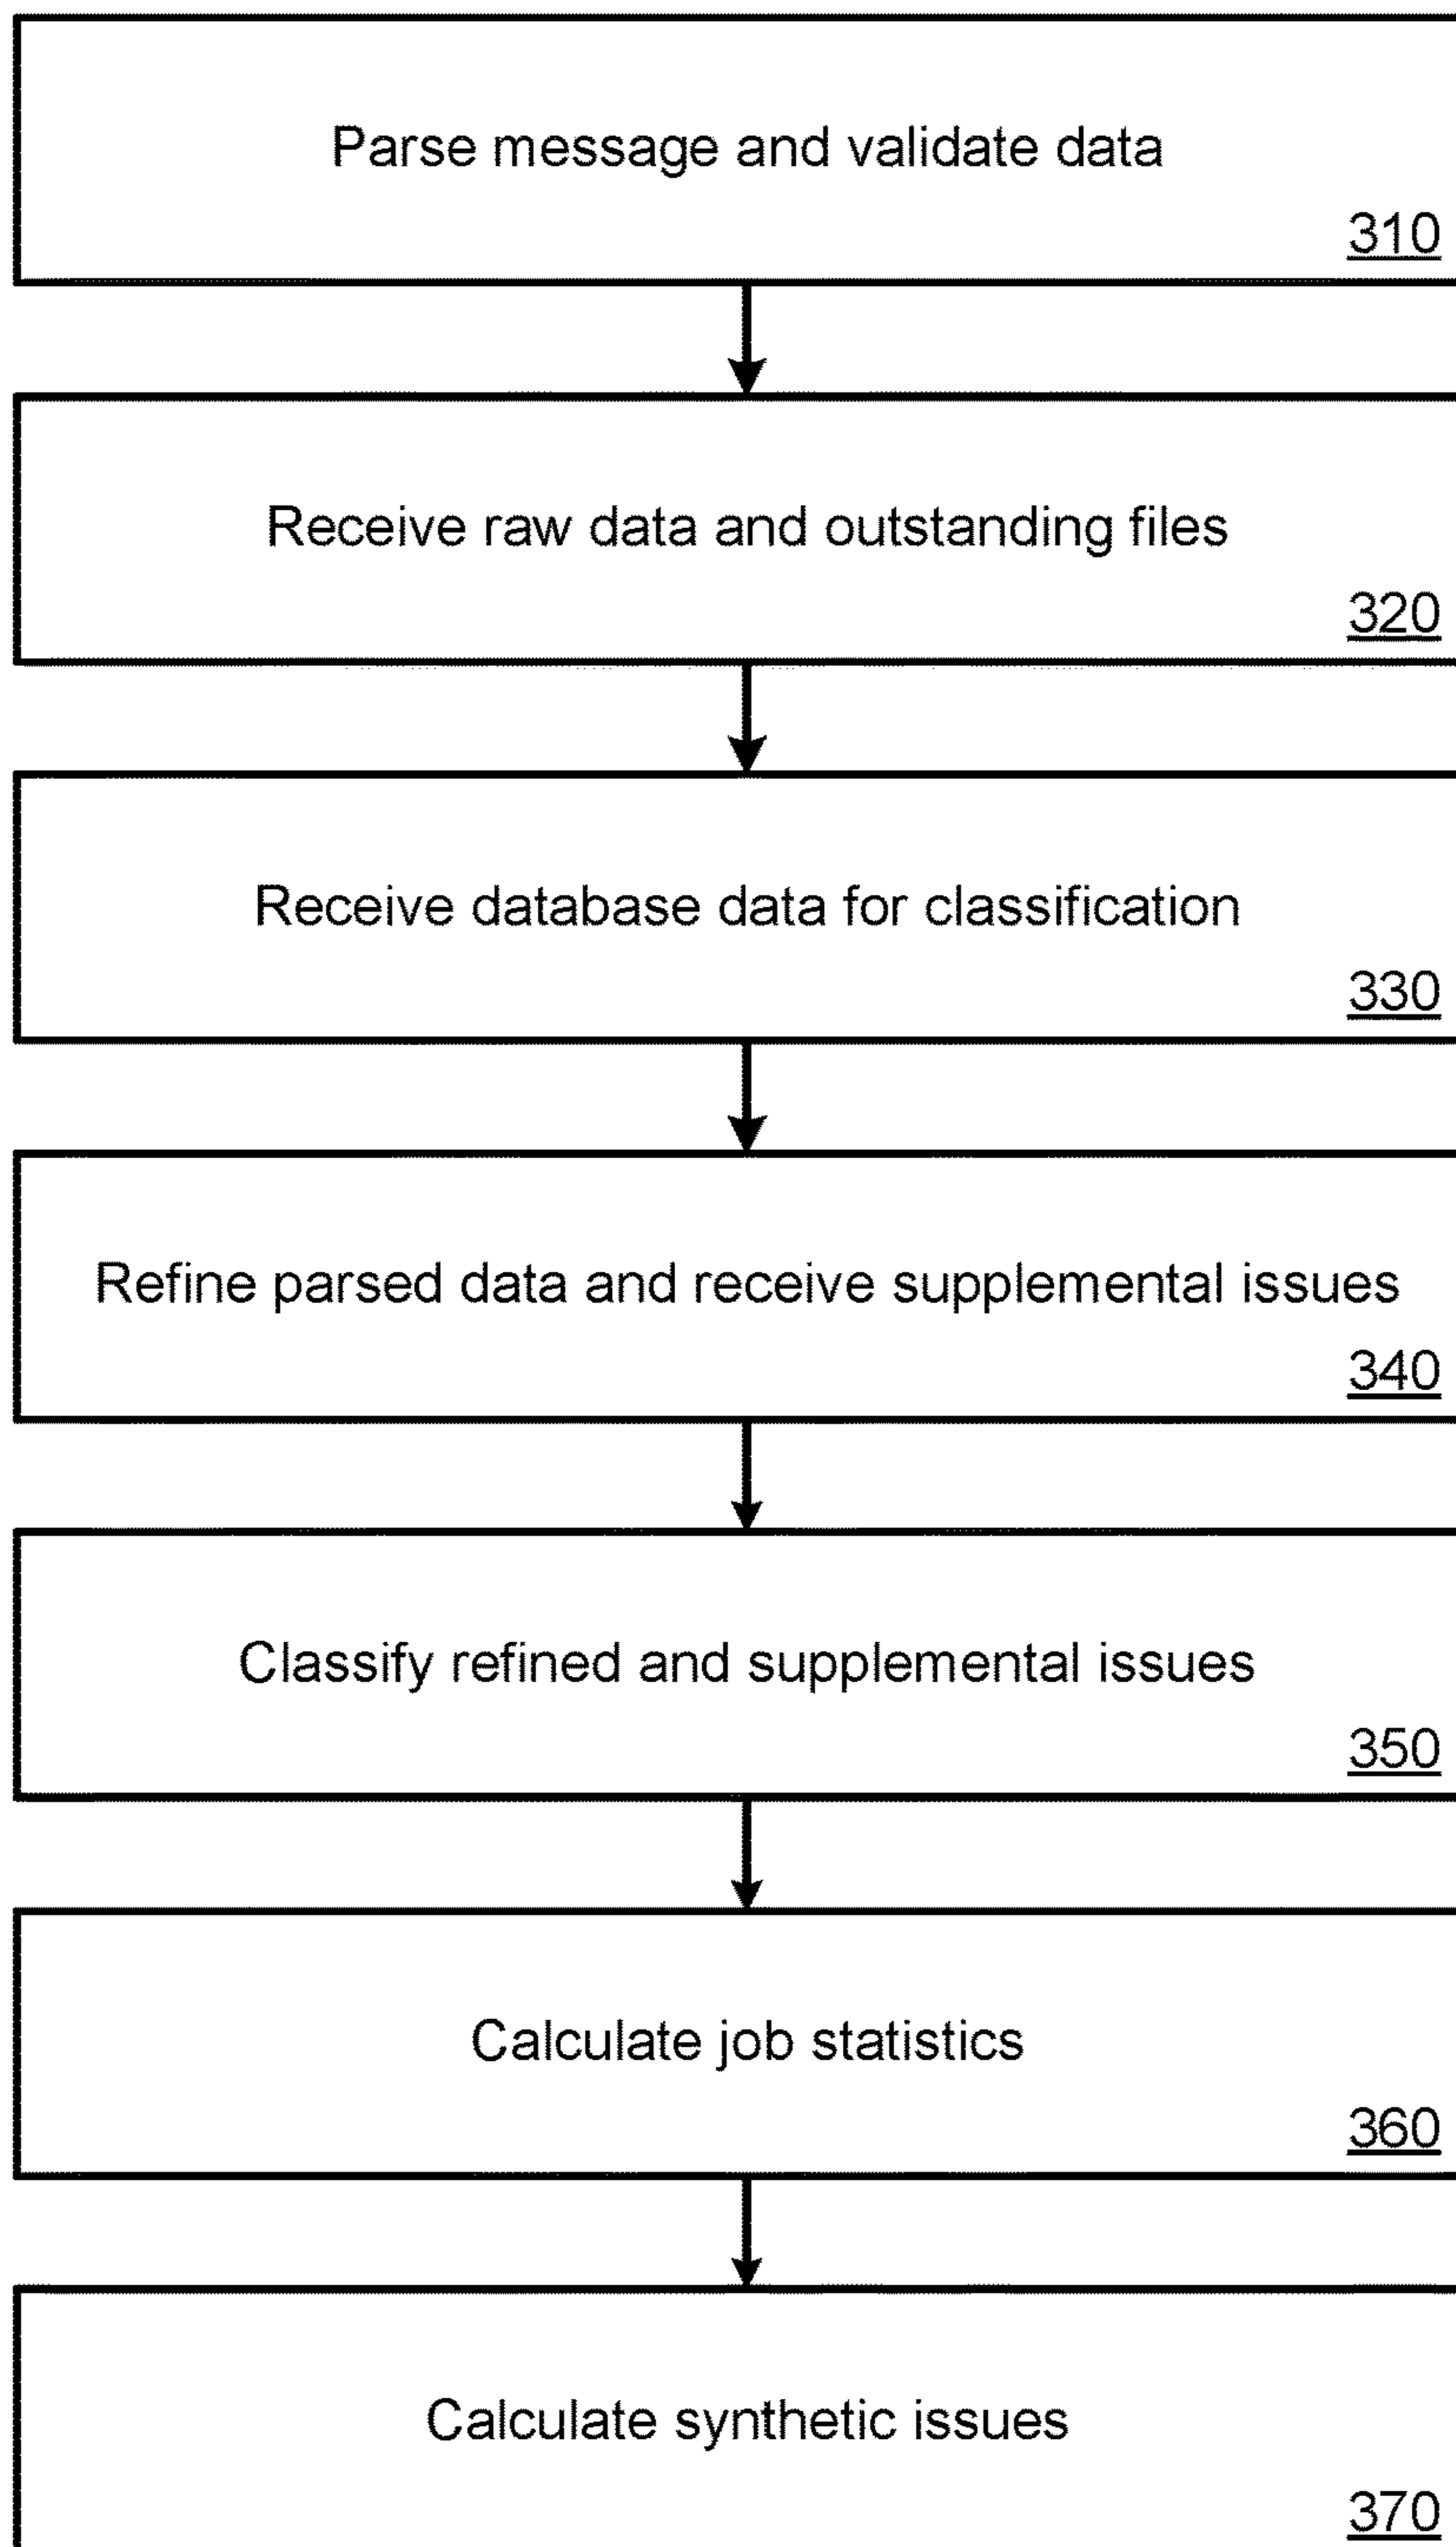 Parse message and validate data
310
Receive raw data and outstanding files
320
Receive database data for classification
330
Refine parsed data and receive supplemental issues
340
Classify refined and supplemental issues
350
Calculate job statistics
360
Calculate synthetic issues
370